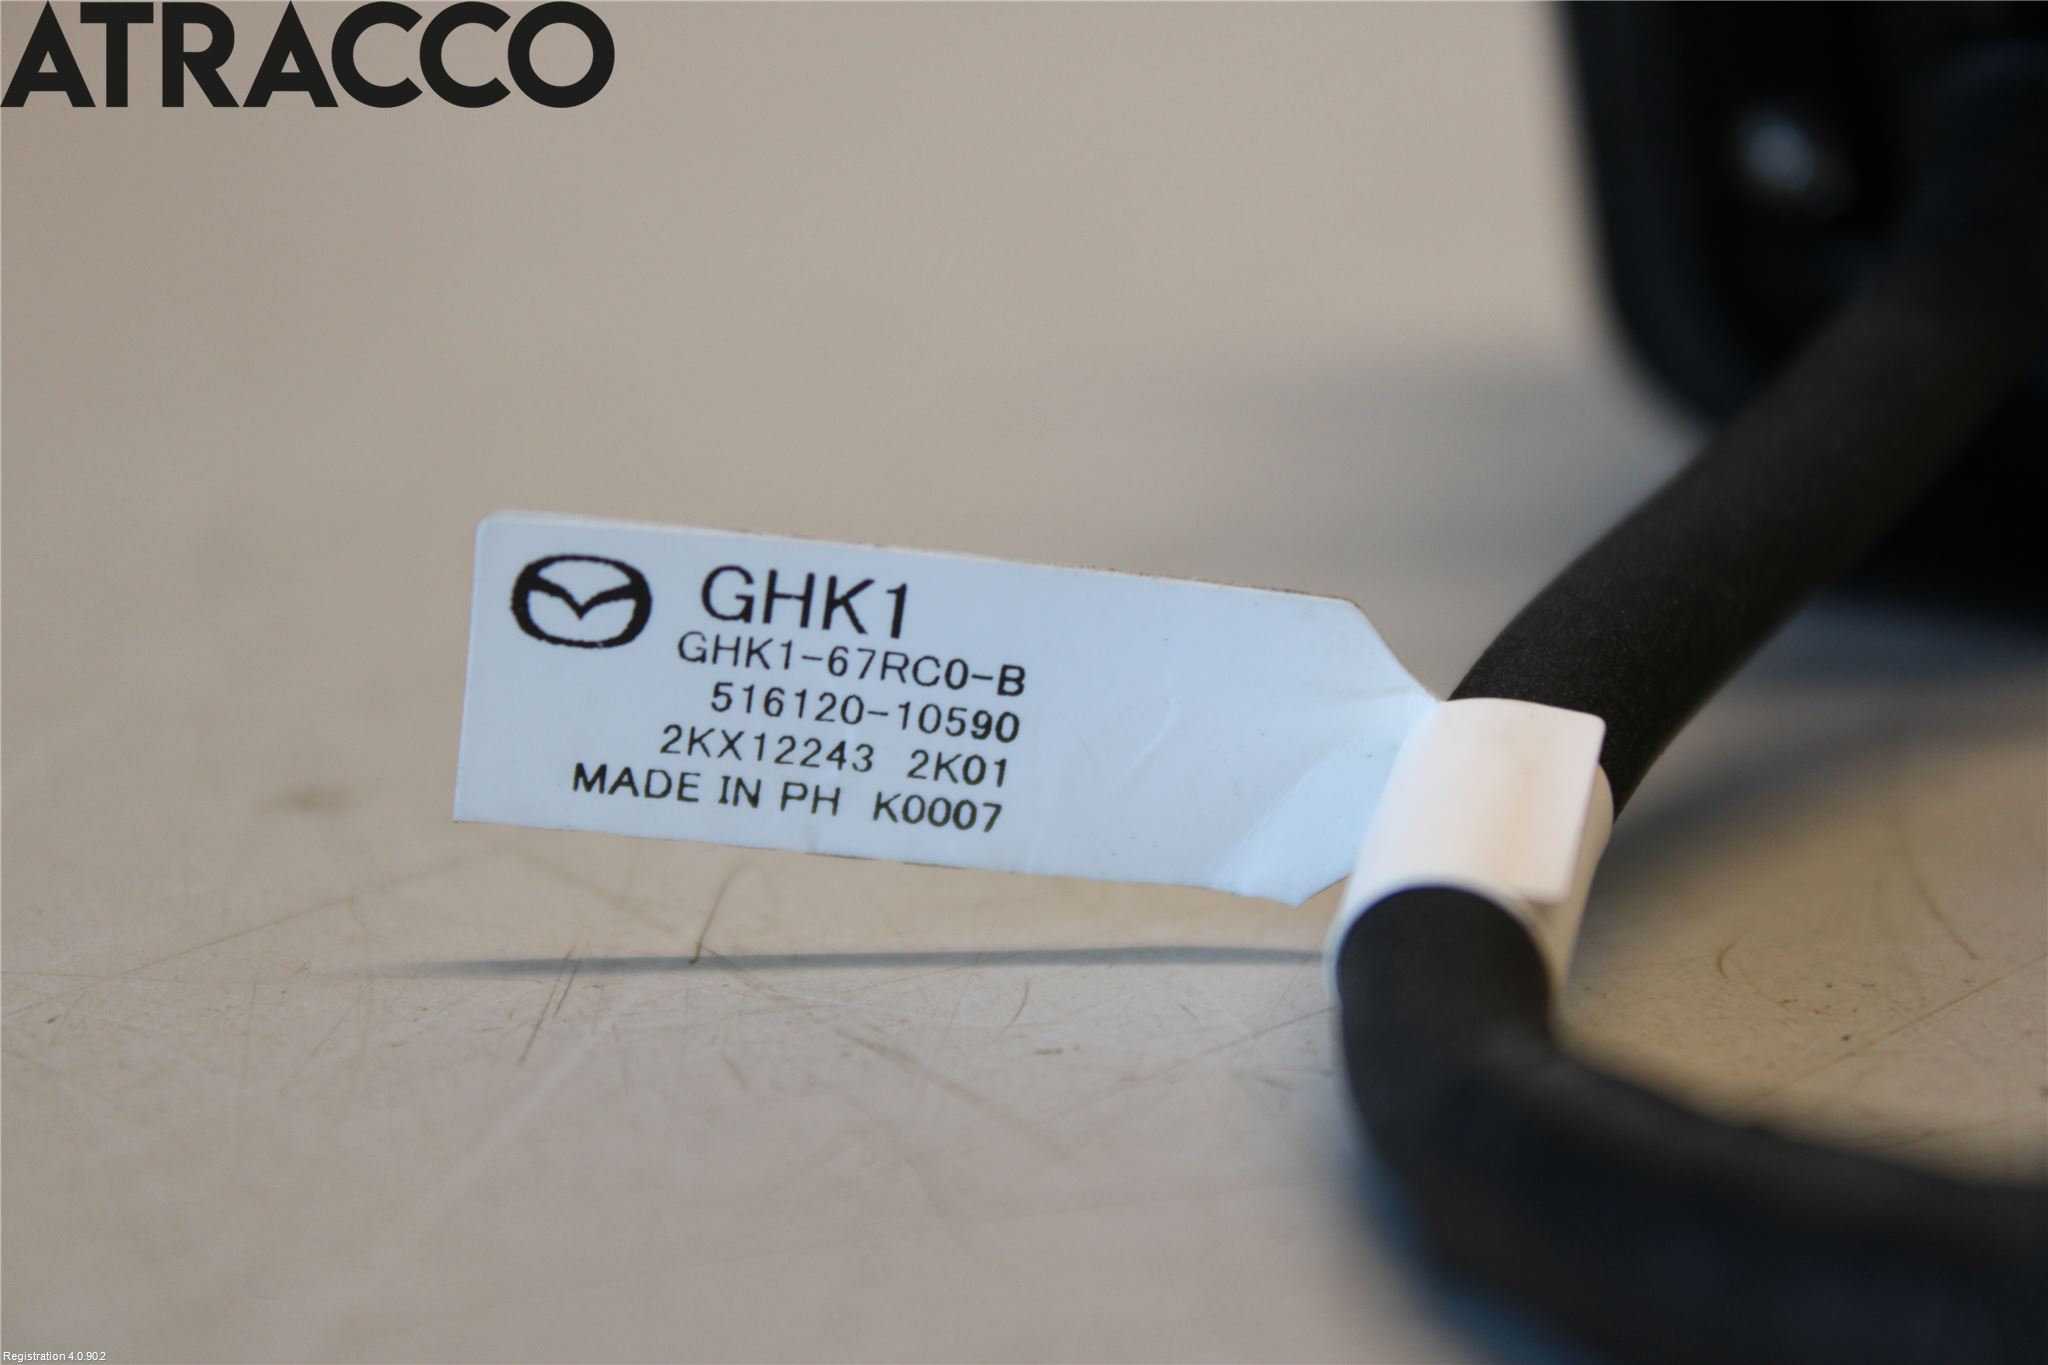 ATRACCO
GHK1
GHK1-67RC0-B
516120-10590
2KX12243 2K01
MADE IN PH K0007
Registration 4.0.902